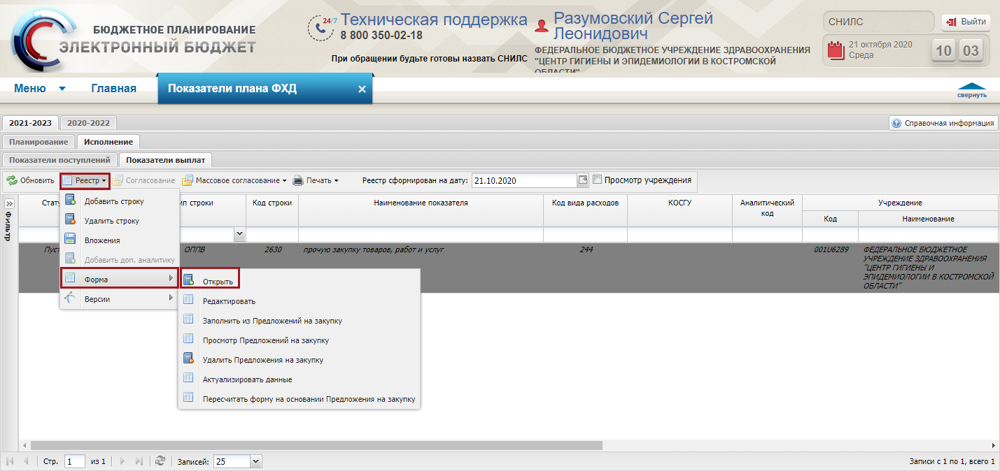 БЮДЖЕТНОЕ ПЛАНИРОВАНИЕ
ЭЛЕКТРОННЫЙ БЮДЖЕТ
24/7
Техническая поддержка
8 800 350-02-18
При обращении будьте готовы назвать СНИЛС
Разумовский Сергей
Леонидович
ФЕДЕРАЛЬНОЕ БЮДЖЕТНОЕ УЧРЕЖДЕНИЕ ЗДРАВООХРАНЕНИЯ
"ЦЕНТР ГИГИЕНЫ И ЭПИДЕМИОЛОГИИ В КОСТРОМСКОЙ
ОБЛАСТИ"
СНИЛС
Выйти
21 октября 2020
Среда
10 03
Меню Главная Показатели плана ФХД
свернуть
2021-2023 2020-2022 Справочная информация
Планирование Исполнение
Показатели поступлений Показатели выплат
Обновить Реестр Согласование Массовое согласование Печать Реестр сформирован на дату: 21.10.2020 Просмотр учреждения
Фильтр
Стату ип строки Код строки Наименование показателя Код вида расходов КОСГУ Аналитический код Учреждение
Код Наименование
Пуст ОППВ 2630 прочую закупку товаров, работ и услуг 244 001U6289 ФЕДЕРАЛЬНОЕ БЮДЖЕТНОЕ
УЧРЕЖДЕНИЕ ЗДРАВООХРАНЕНИЯ
"ЦЕНТР ГИГИЕНЫ И
ЭПИДЕМИОЛОГИИ В КОСТРОМСКОЙ
ОБЛАСТИ"
Добавить строку
Удалить строку
Вложения
Добавить доп. аналитику
Форма
Версии
Открыть
Редактировать
Заполнить из Предложений на закупку
Просмотр Предложений на закупку
Удалить Предложения на закупку
Актуализировать данные
Пересчитать форму на основании Предложения на закупку
Стр. 1 из 1 Записей: 25 Записи с 1 по 1, всего 1